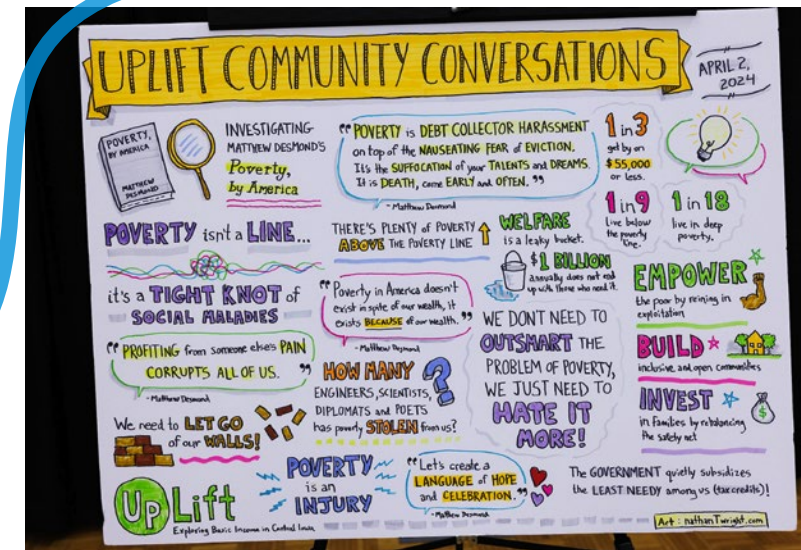 UPLIFT COMMUNITY CONVERSATIONS
APRIL 2,
2024
POVERTY,
BY AMERICA
MATTHEW
DESMOND
INVESTIGATING
MATTHEW DESMOND'S
Poverty,
by America
"POVERTY is DEBT COLLECTOR HARASSMENT
on top of the NAUSEATING FEAR of EVICTION.
It's the SUFFOCATION of your TALENTS and DREAMS.
It is DEATH, come EARLY and OFTEN."
- Matthew Desmond
1 in 3
get by on
$55,000
or less.
1 in 9
live below
the poverty
line.
1 in 18
live in deep
poverty.
POVERTY isn't a LINE...
it's a TIGHT KNOT of
SOCIAL MALADIES
THERE'S PLENTY of POVERTY
ABOVE THE POVERTY LINE
WELFARE
is a leaky bucket.
$1 BILLION
annually does not end
up with those who need it.
"Poverty in America doesn't
exist in spite of our wealth, it
exists BECAUSE of our wealth."
- Matthew Desmond
EMPOWER
the poor by reining in
exploitation
BUILD
inclusive and open communities
INVEST
in families by rebalancing
the safety net
$
"PROFITING from someone else's PAIN
CORRUPTS ALL OF US."
- Matthew Desmond
HOW MANY
ENGINEERS, SCIENTISTS,
DIPLOMATS and POETS
has poverty STOLEN from us?
?
WE DON'T NEED TO
OUTSMART THE
PROBLEM OF POVERTY,
WE JUST NEED TO
HATE IT
MORE!
We need to LET GO
of our WALLS!
UpLift
Exploring Basic Income in Central Iowa
POVERTY
is an
INJURY
"Let's create a
LANGUAGE of HOPE
and CELEBRATION."
- Matthew Desmond
The GOVERNMENT quietly subsidizes
the LEAST NEEDY among us (tax credits)!
Art: nathanTwright.com